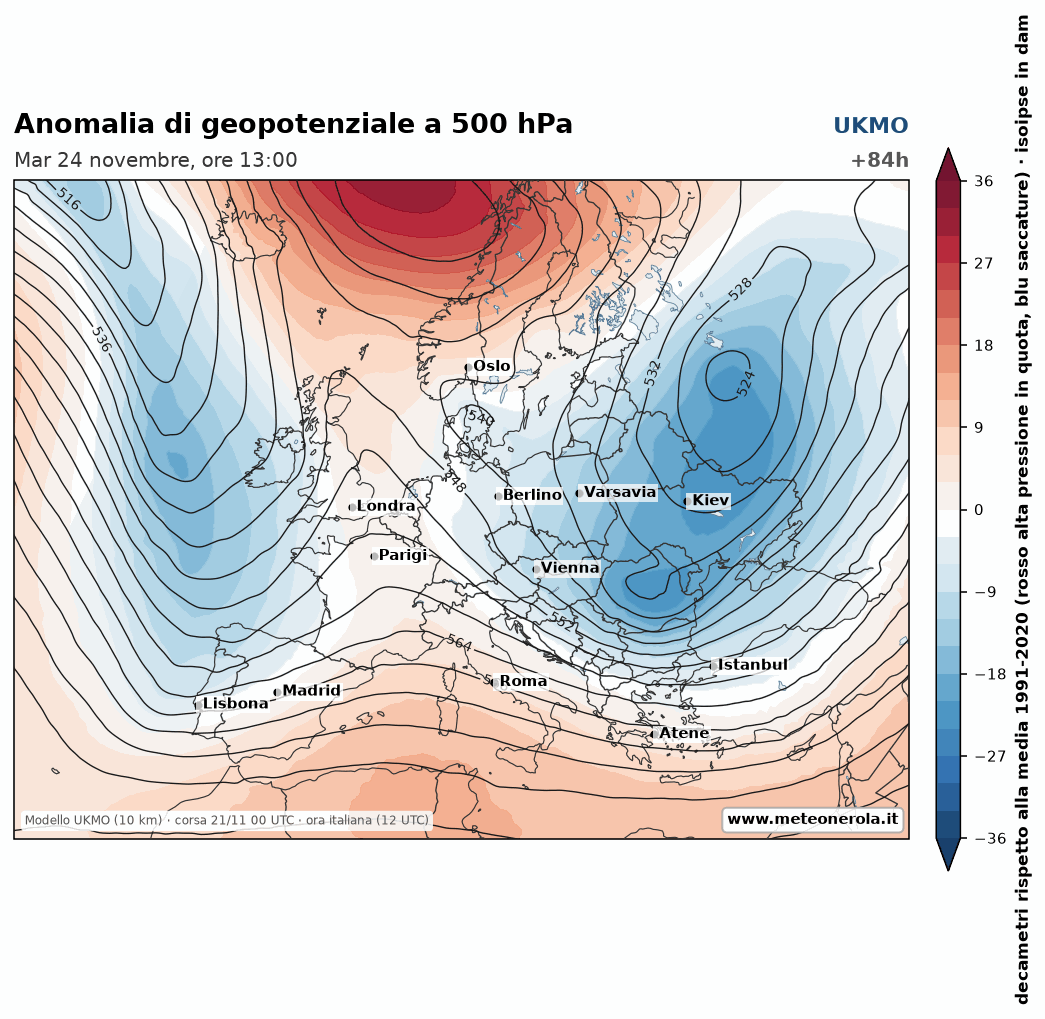 Anomalia di geopotenziale a 500 hPa
UKMO
Mar 24 novembre, ore 13:00
+84h
516
536
528
524
532
540
548
552
564
Oslo
Londra
Berlino
Varsavia
Kiev
Parigi
Vienna
Istanbul
Roma
Madrid
Lisbona
Atene
Modello UKMO (10 km) · corsa 21/11 00 UTC · ora italiana (12 UTC)
www.meteonerola.it
36
27
18
9
0
−9
−18
−27
−36
decametri rispetto alla media 1991-2020 (rosso alta pressione in quota, blu saccature) · isoipse in dam